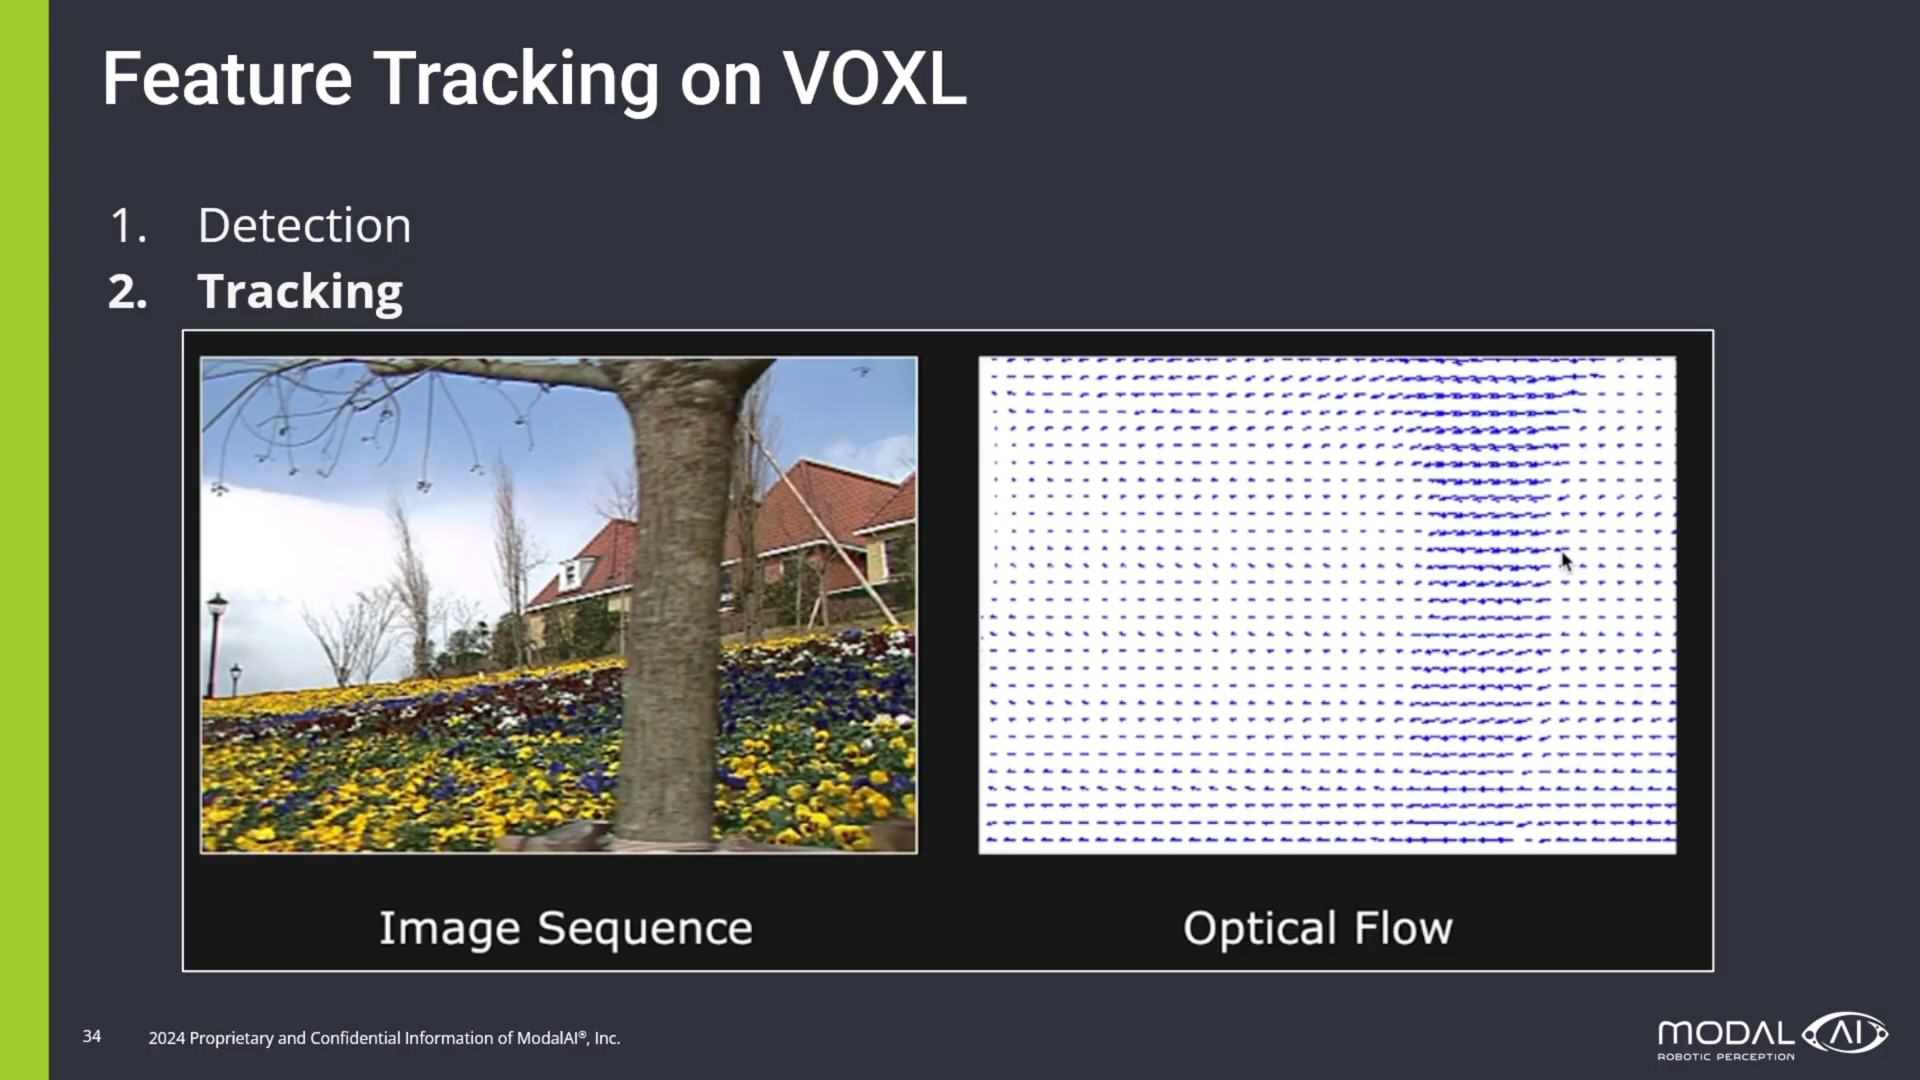 Feature Tracking on VOXL
1. Detection
2. Tracking
Image Sequence
Optical Flow
34
2024 Proprietary and Confidential Information of ModalAI®, Inc.
MODAL AI
ROBOTIC PERCEPTION